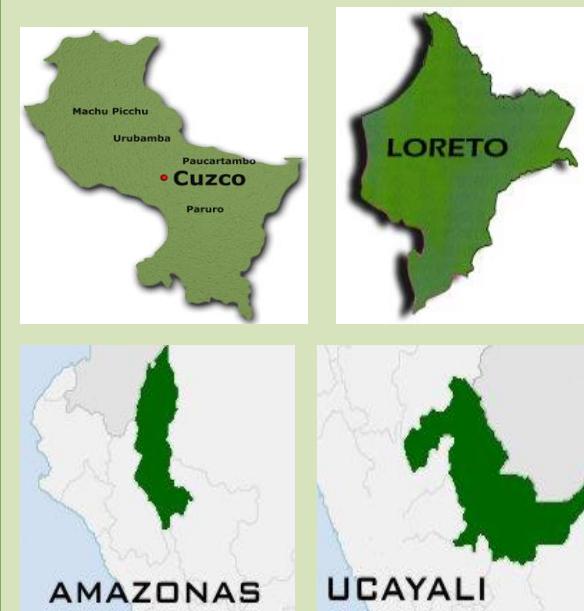 Machu Picchu
Urubamba
Paucartambo
Cuzco
Paruro
LORETO
AMAZONAS
UCAYALI